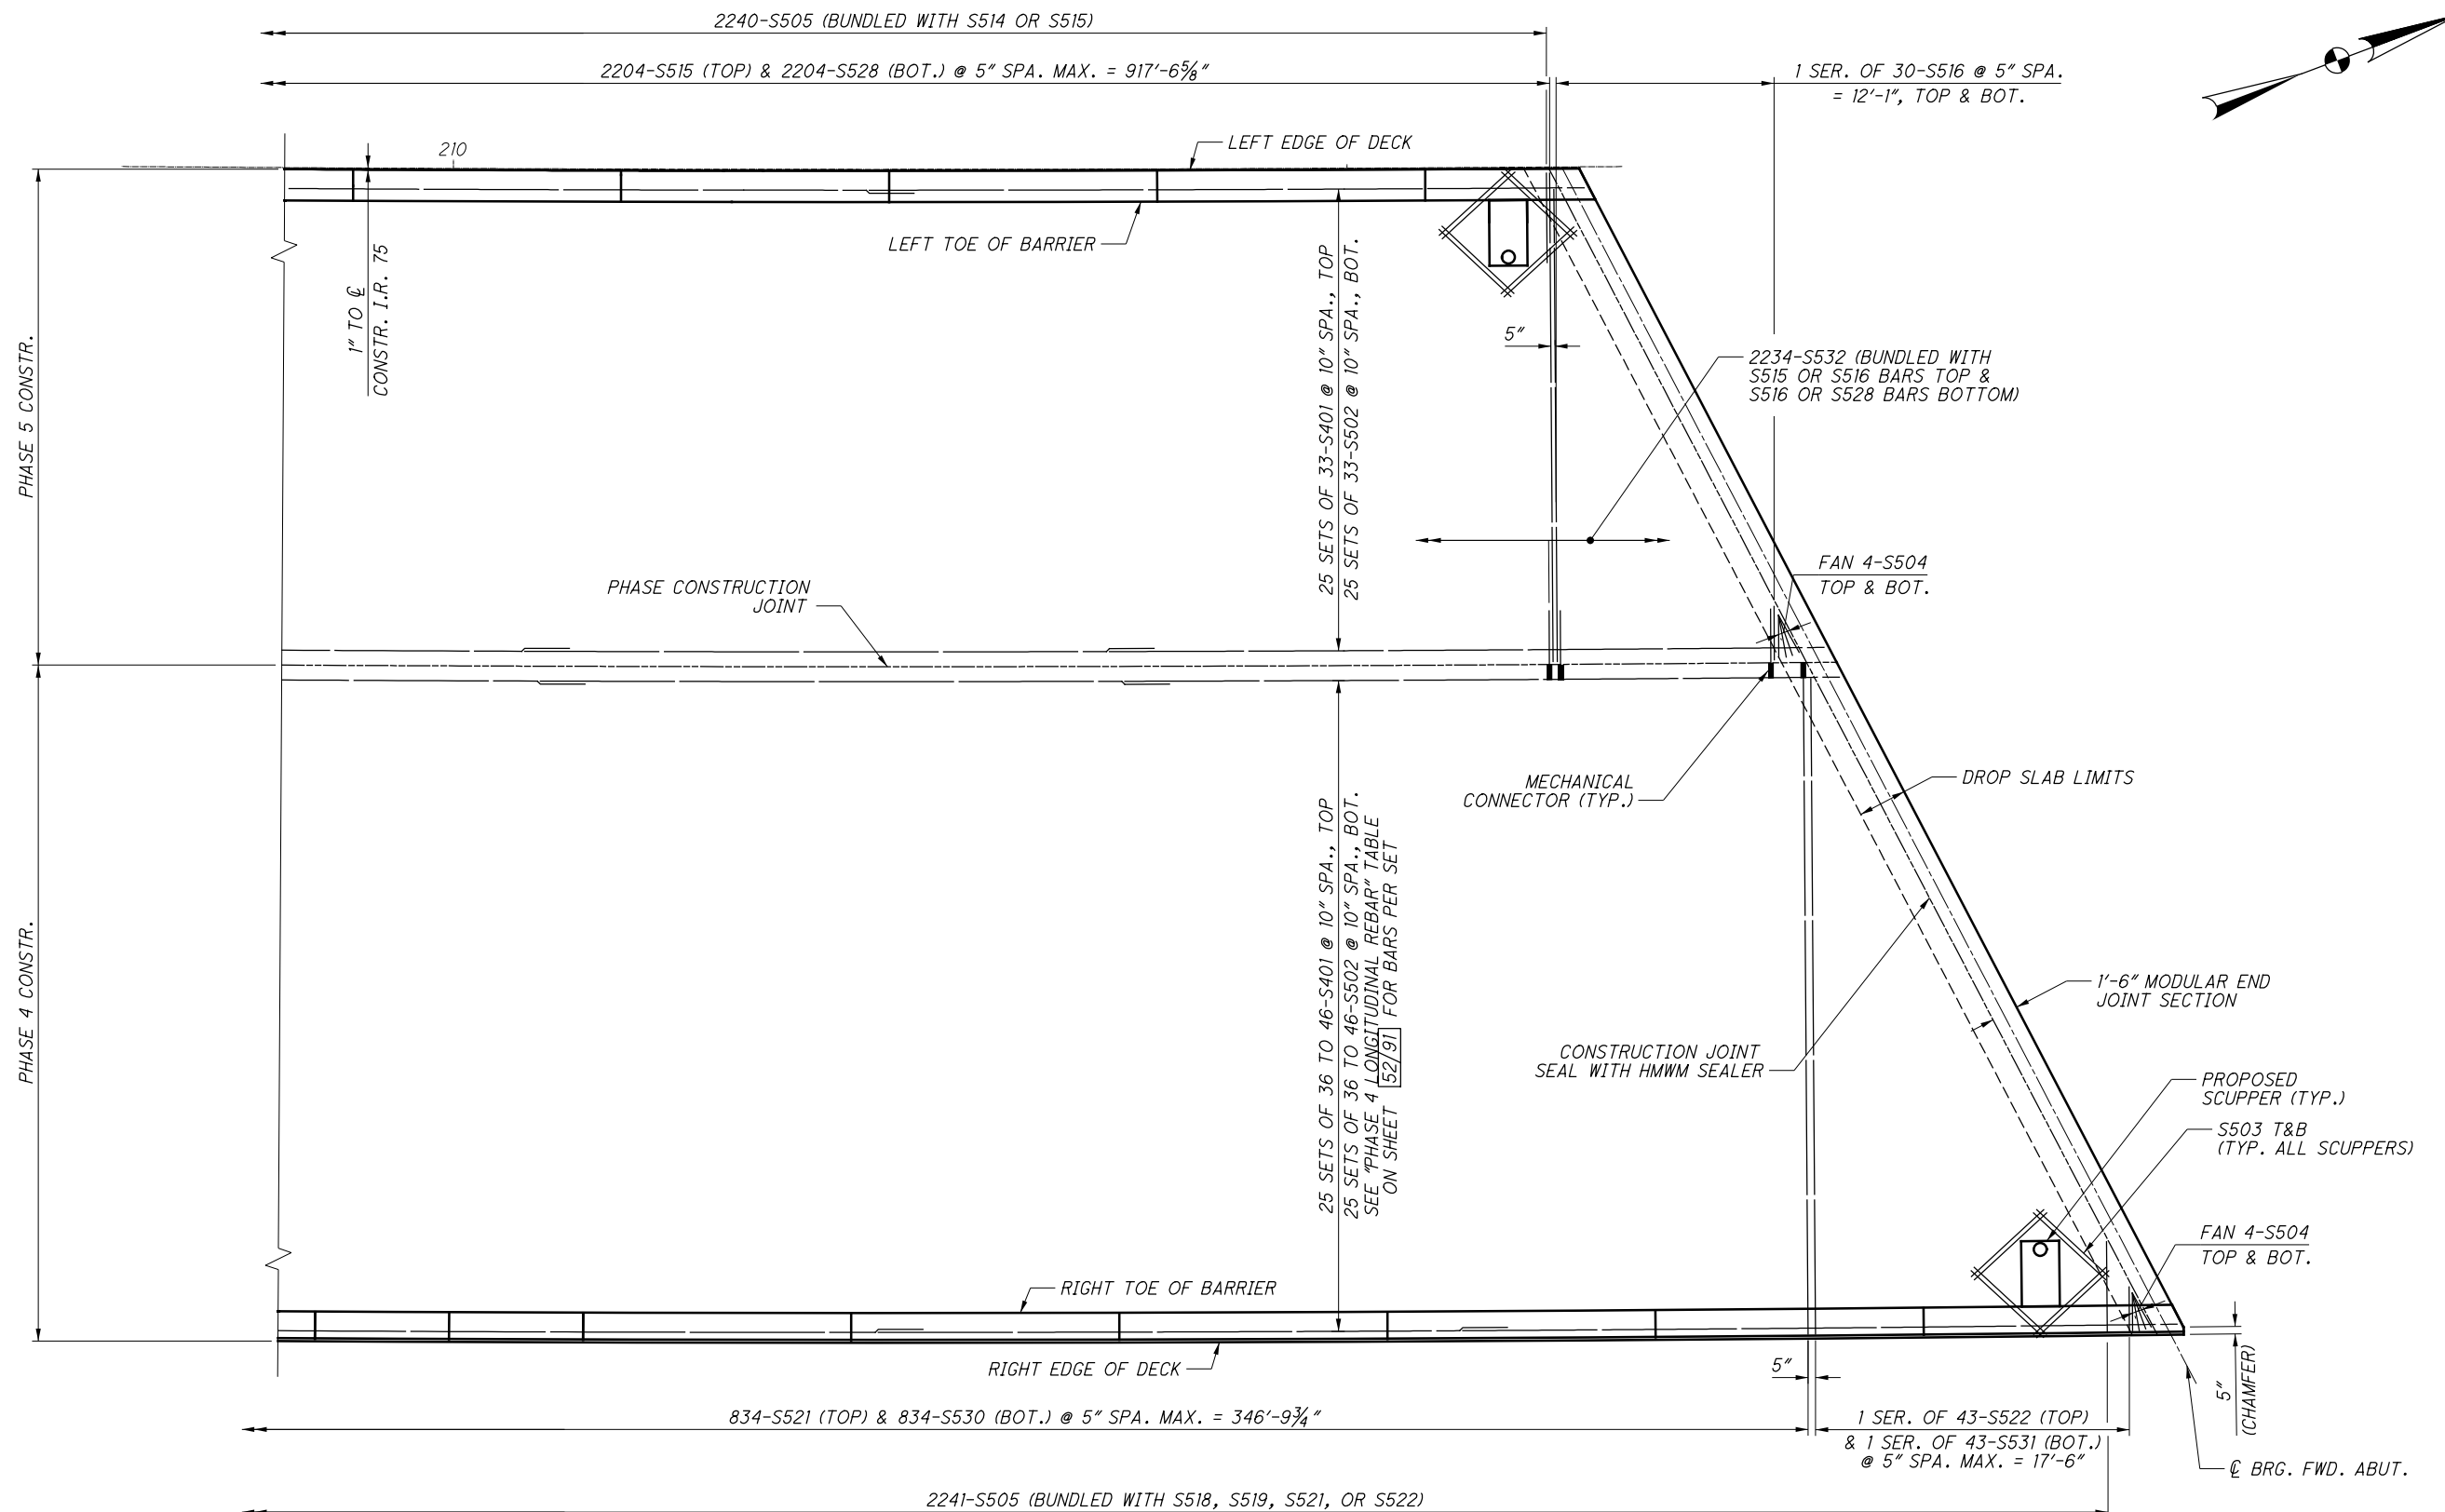 2240-S505 (BUNDLED WITH S514 OR S515)
2204-S515 (TOP) & 2204-S528 (BOT.) @ 5" SPA. MAX. = 917'-6⅝"
1 SER. OF 30-S516 @ 5" SPA.
= 12'-1", TOP & BOT.
210
LEFT EDGE OF DECK
LEFT TOE OF BARRIER
1" TO ℄
CONSTR. I.R. 75
PHASE 5 CONSTR.
25 SETS OF 33-S401 @ 10" SPA., TOP
25 SETS OF 33-S502 @ 10" SPA., BOT.
5"
2234-S532 (BUNDLED WITH
S515 OR S516 BARS TOP &
S516 OR S528 BARS BOTTOM)
FAN 4-S504
TOP & BOT.
PHASE CONSTRUCTION
JOINT
MECHANICAL
CONNECTOR (TYP.)
DROP SLAB LIMITS
PHASE 4 CONSTR.
25 SETS OF 36 TO 46-S401 @ 10" SPA., TOP
25 SETS OF 36 TO 46-S502 @ 10" SPA., BOT.
SEE "PHASE 4 LONGITUDINAL REBAR" TABLE
ON SHEET 52/91 FOR BARS PER SET
1'-6" MODULAR END
JOINT SECTION
CONSTRUCTION JOINT
SEAL WITH HMWM SEALER
PROPOSED
SCUPPER (TYP.)
S503 T&B
(TYP. ALL SCUPPERS)
FAN 4-S504
TOP & BOT.
RIGHT TOE OF BARRIER
RIGHT EDGE OF DECK
5"
5"
(CHAMFER)
834-S521 (TOP) & 834-S530 (BOT.) @ 5" SPA. MAX. = 346'-9¾"
1 SER. OF 43-S522 (TOP)
& 1 SER. OF 43-S531 (BOT.)
@ 5" SPA. MAX. = 17'-6"
℄ BRG. FWD. ABUT.
2241-S505 (BUNDLED WITH S518, S519, S521, OR S522)